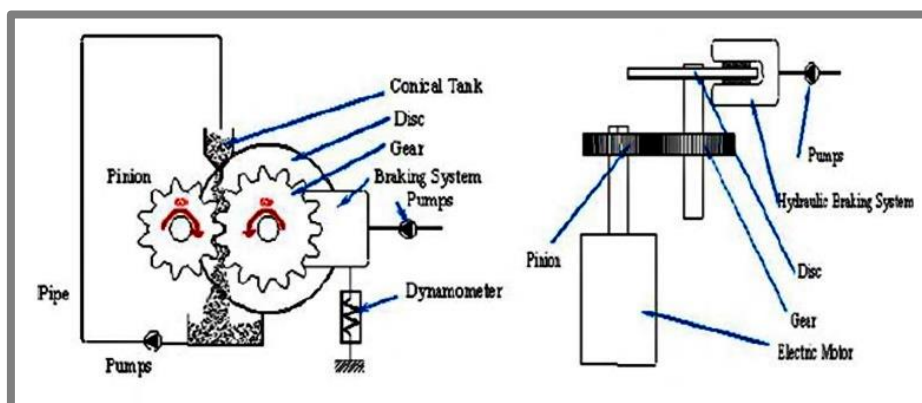 Conical Tank
Disc
Gear
Braking System
Pumps
Pinion
Pipe
Dynamometer
Pumps
Pumps
Hydraulic Braking System
Pinion
Disc
Gear
Electric Motor